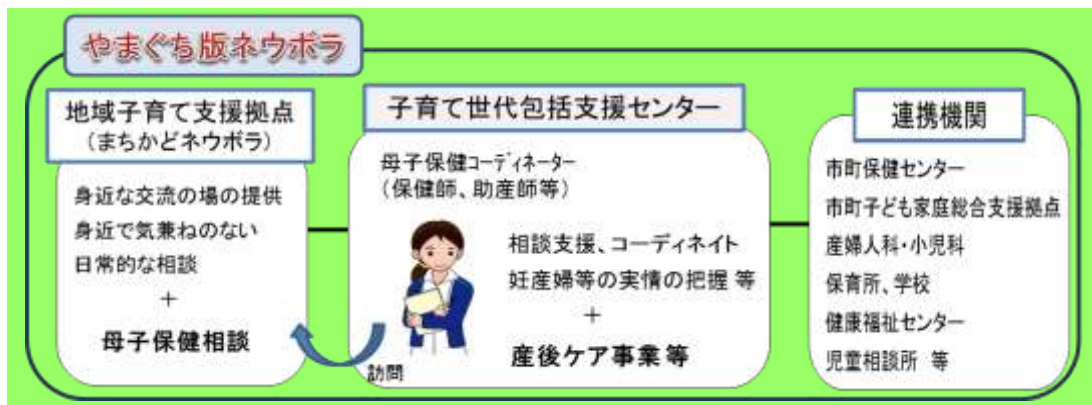 やまぐち版ネウボラ
地域子育て支援拠点
（まちかどネウボラ）
身近な交流の場の提供
身近で気兼ねのない
日常的な相談
＋
母子保健相談
子育て世代包括支援センター
母子保健コーディネーター
（保健師、助産師等）
相談支援、コーディネイト
妊産婦等の実情の把握 等
＋
産後ケア事業等
訪問
連携機関
市町保健センター
市町子ども家庭総合支援拠点
産婦人科・小児科
保育所、学校
健康福祉センター
児童相談所 等